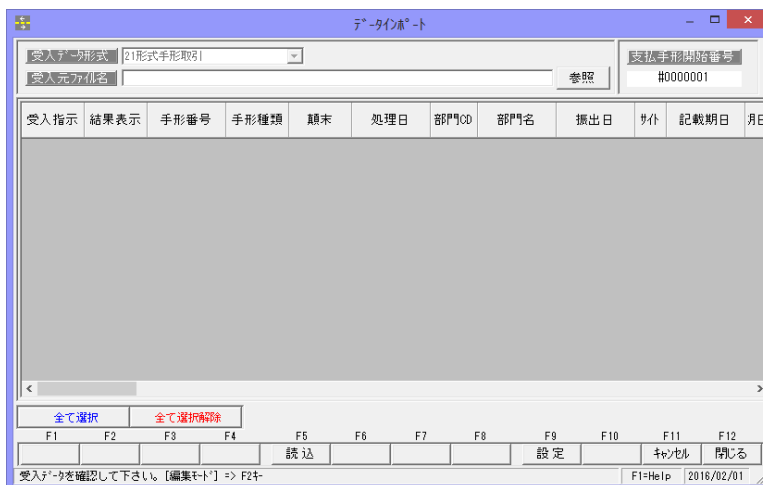 ﾃﾞｰﾀｲﾝﾎﾟｰﾄ
受入ﾃﾞｰﾀ形式 21形式手形取引 支払手形開始番号
受入元ﾌｧｲﾙ名 参照 #0000001
受入指示 結果表示 手形番号 手形種類 顛末 処理日 部門CD 部門名 振出日 ｻｲﾄ 記載期日
全て選択 全て選択解除
F1 F2 F3 F4 F5 F6 F7 F8 F9 F10 F11 F12
読込 設定 ｷｬﾝｾﾙ 閉じる
受入ﾃﾞｰﾀを確認して下さい。[編集ﾓｰﾄﾞ] => F2ｷｰ F1=Help 2016/02/01